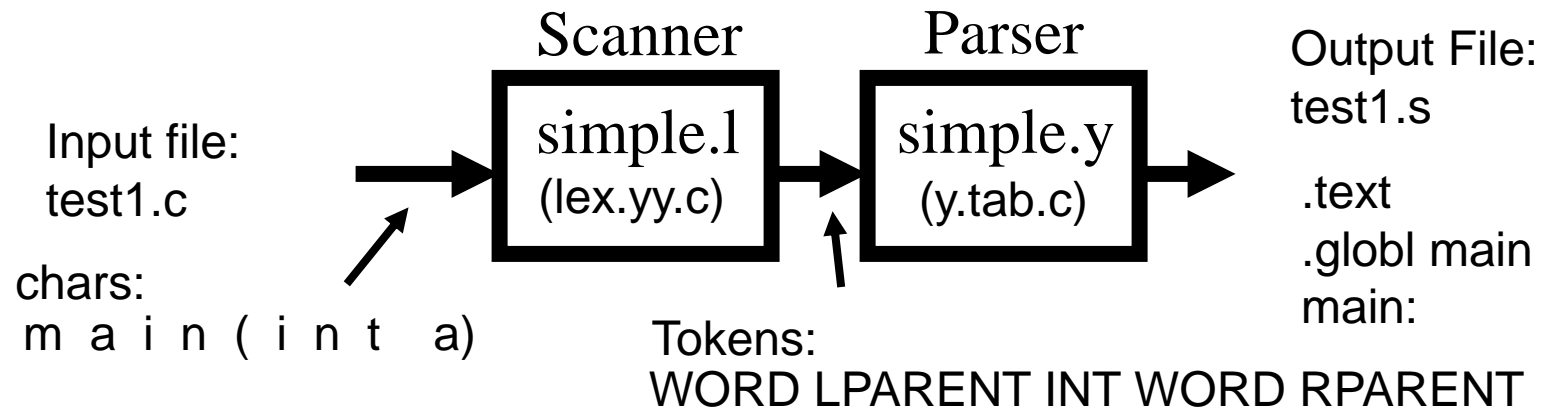 Scanner
Parser
Input file:
test1.c
simple.l
(lex.yy.c)
simple.y
(y.tab.c)
Output File:
test1.s
.text
.globl main
main:
chars:
m a i n ( i n t a)
Tokens:
WORD LPARENT INT WORD RPARENT